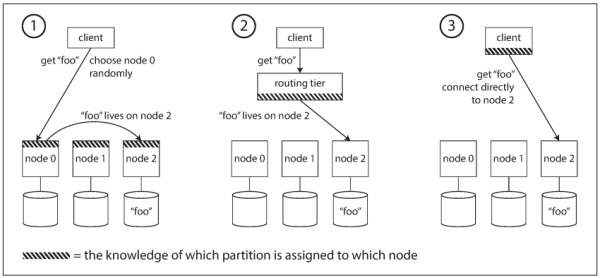 1
client
get “foo”
choose node 0
randomly
“foo” lives on node 2
node 0
node 1
node 2
“foo”
2
client
get “foo”
routing tier
“foo” lives on node 2
node 0
node 1
node 2
“foo”
3
client
get “foo”
connect directly
to node 2
node 0
node 1
node 2
“foo”
= the knowledge of which partition is assigned to which node